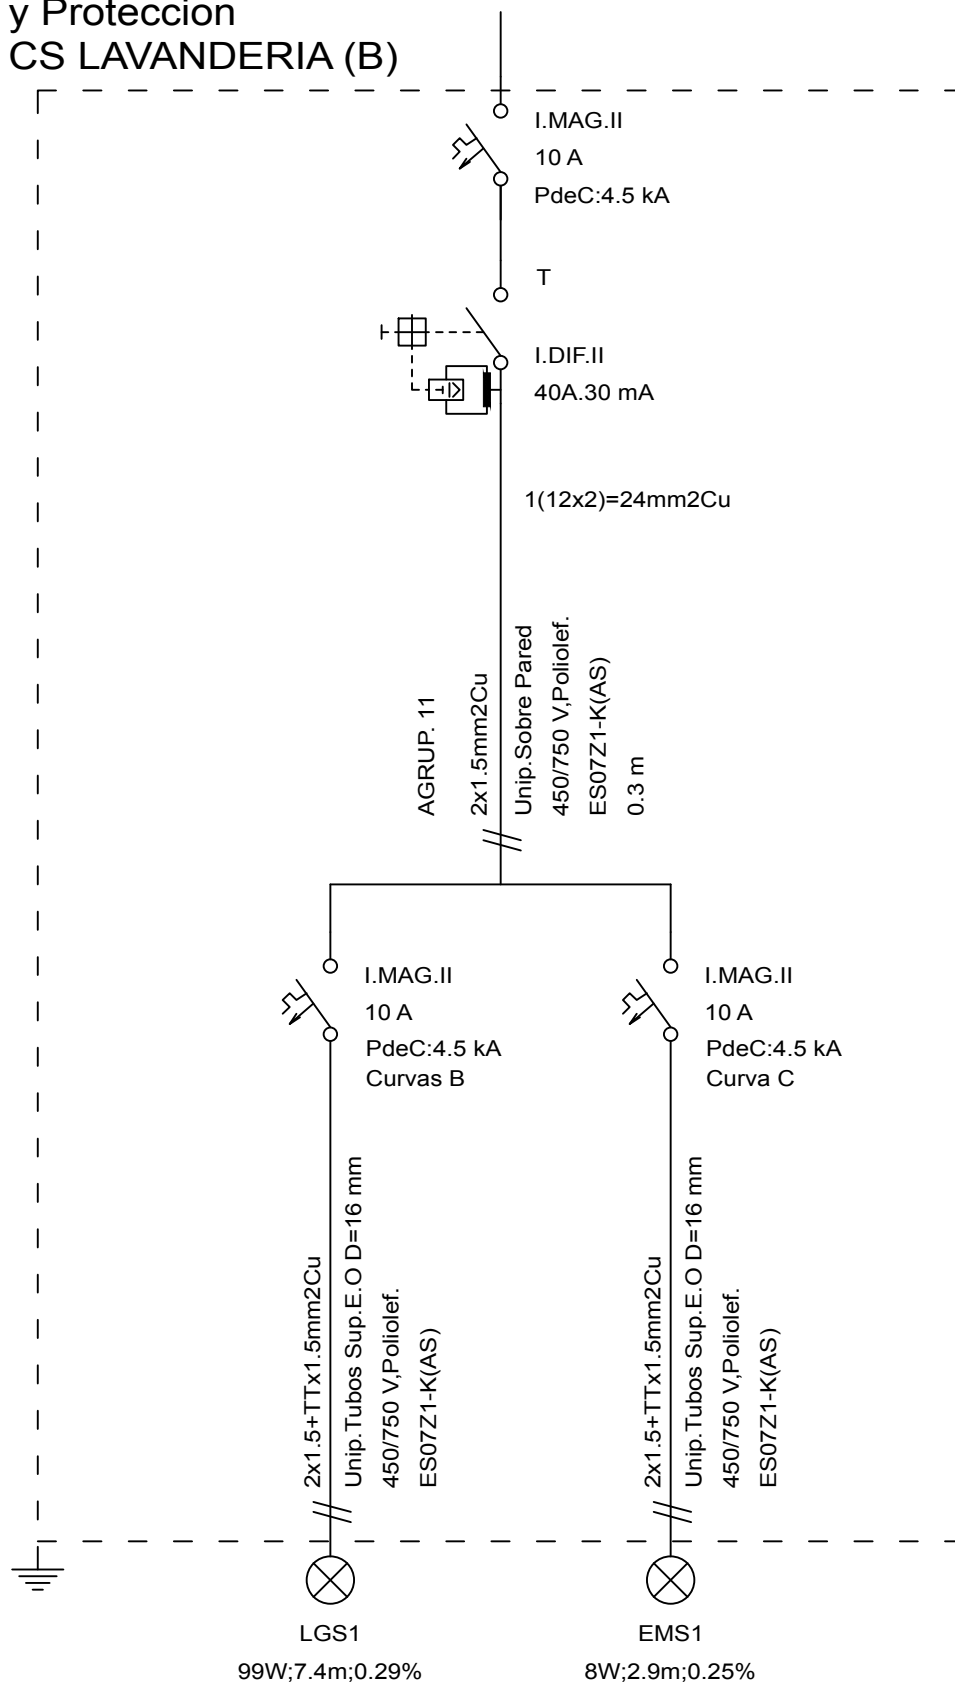 y Proteccion
CS LAVANDERIA (B)
I.MAG.II
10 A
PdeC:4.5 kA
T
I.DIF.II
40A.30 mA
1(12x2)=24mm2Cu
AGRUP. 11
2x1.5mm2Cu
Unip.Sobre Pared
450/750 V,Poliolef.
ES07Z1-K(AS)
0.3 m
I.MAG.II
10 A
PdeC:4.5 kA
Curvas B
I.MAG.II
10 A
PdeC:4.5 kA
Curva C
2x1.5+TTx1.5mm2Cu
Unip.Tubos Sup.E.O D=16 mm
450/750 V,Poliolef.
ES07Z1-K(AS)
2x1.5+TTx1.5mm2Cu
Unip.Tubos Sup.E.O D=16 mm
450/750 V,Poliolef.
ES07Z1-K(AS)
LGS1
99W;7.4m;0.29%
EMS1
8W;2.9m;0.25%